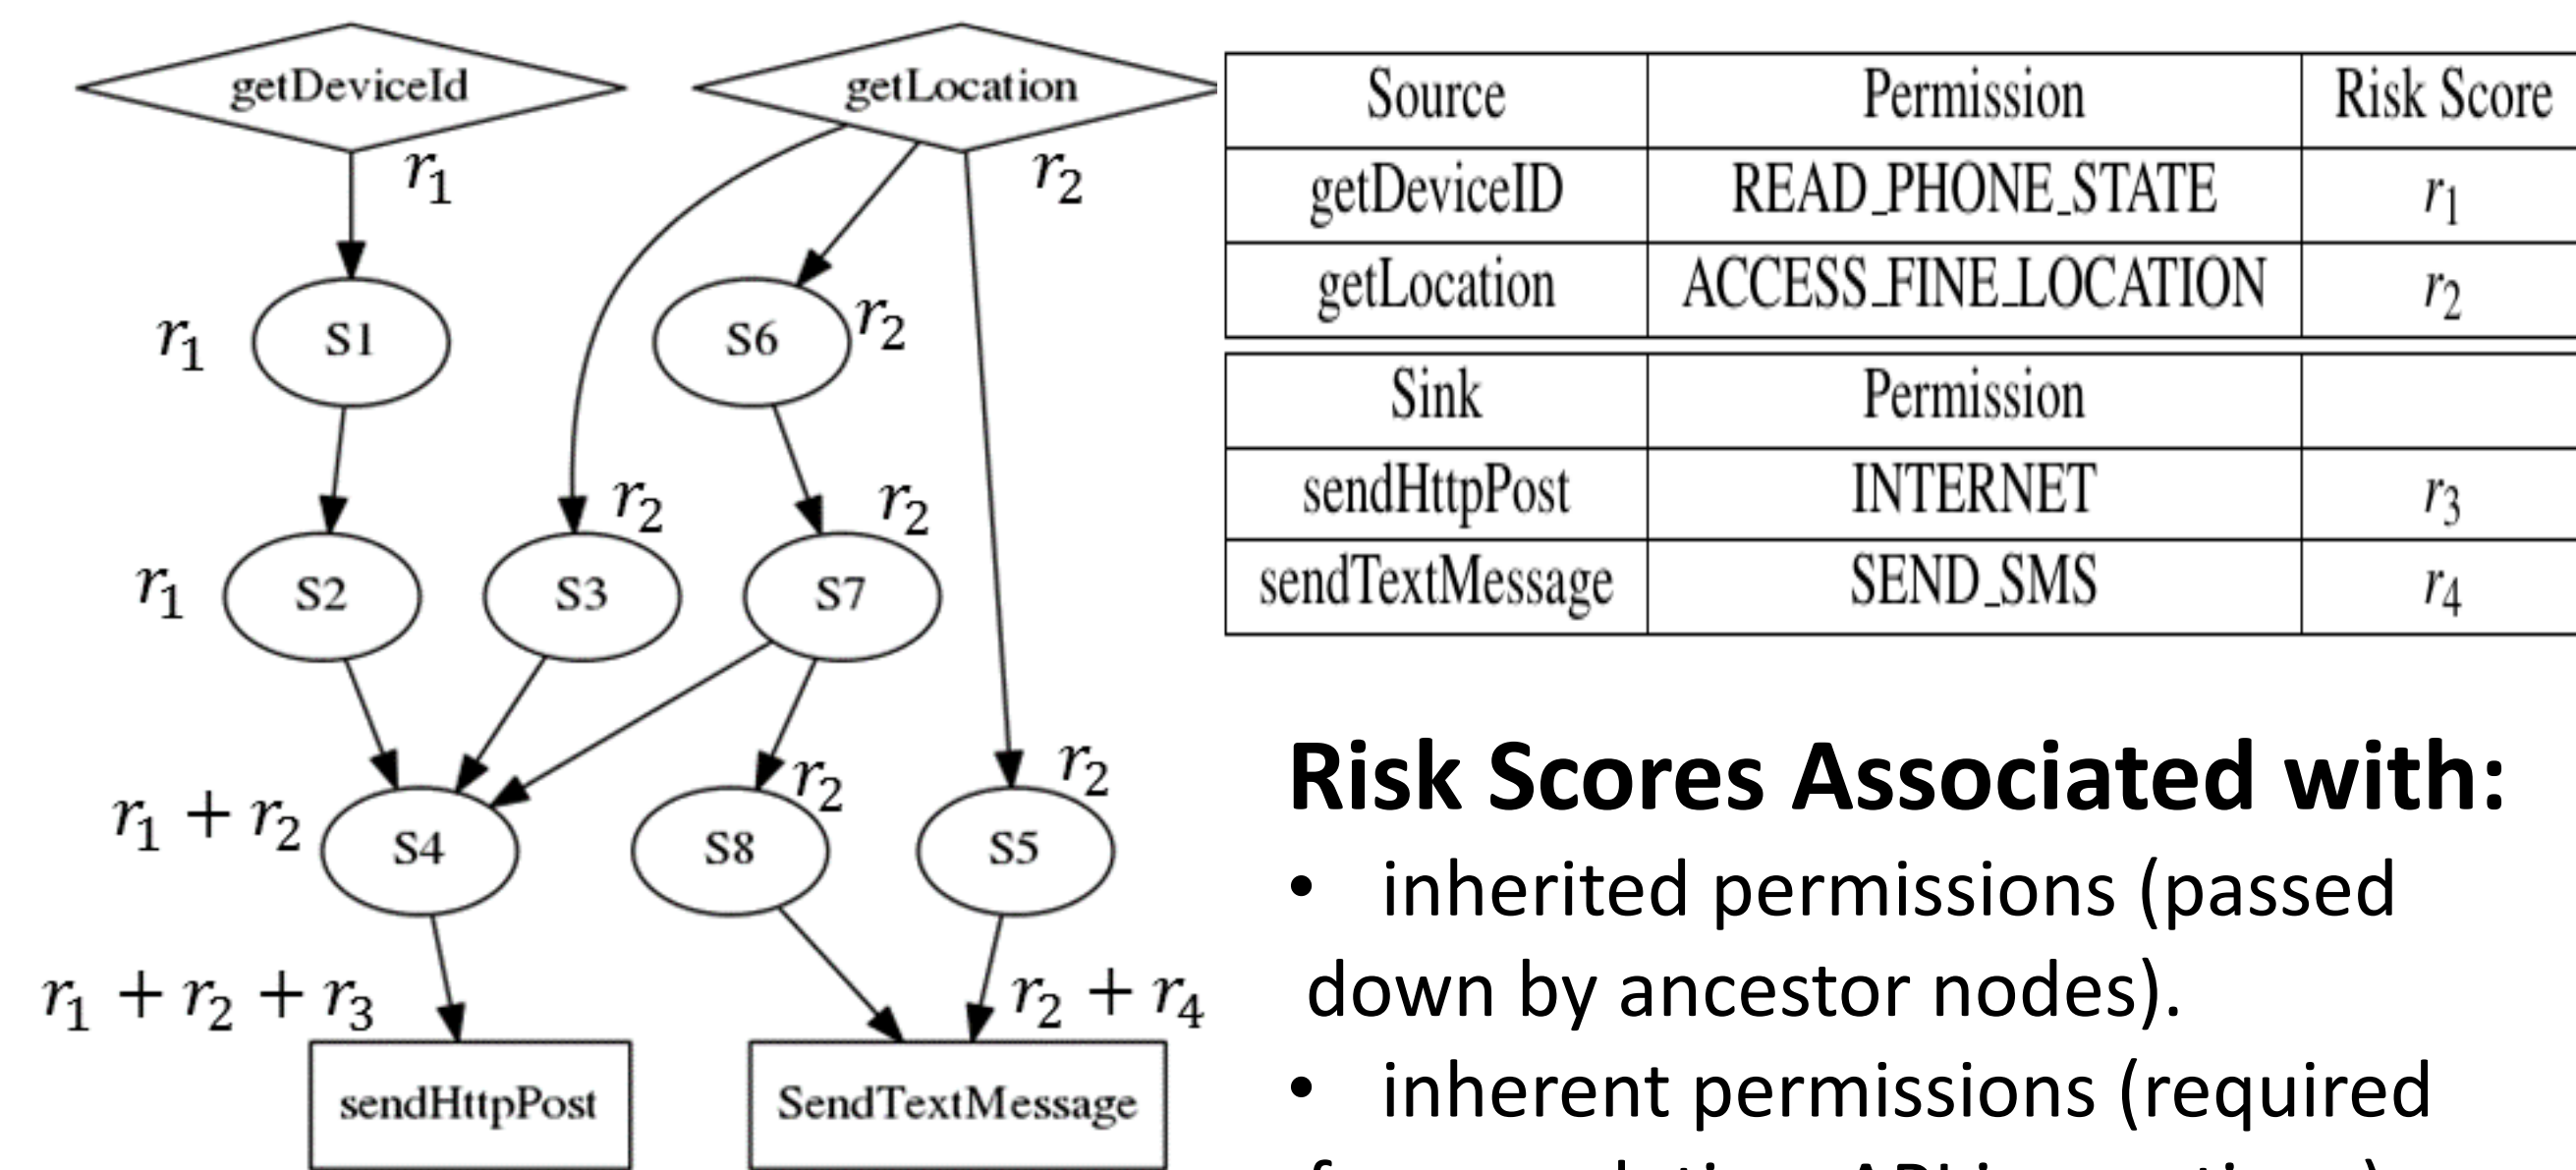 getDeviceId
getLocation
r₁
r₂
S1
r₁
S6
r₂
S2
r₁
S3
r₂
S7
r₂
S4
r₁ + r₂
S8
r₂
S5
r₂
r₁ + r₂ + r₃
r₂ + r₄
sendHttpPost
SendTextMessage
Source Permission Risk Score
getDeviceID READ_PHONE_STATE r₁
getLocation ACCESS_FINE_LOCATION r₂
Sink Permission
sendHttpPost INTERNET r₃
sendTextMessage SEND_SMS r₄
Risk Scores Associated with:
• inherited permissions (passed
down by ancestor nodes).
• inherent permissions (required